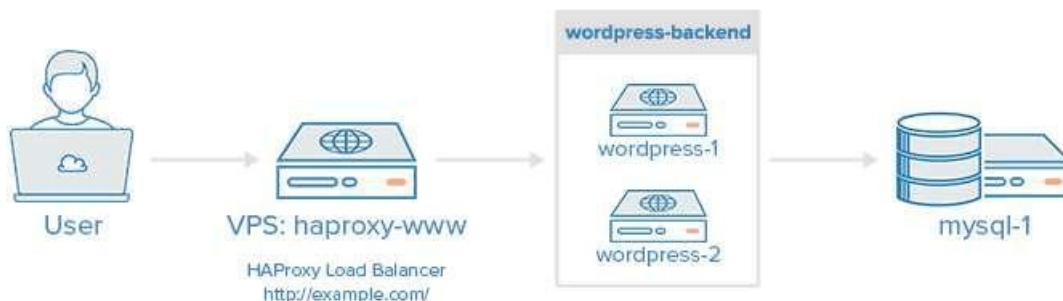 wordpress-backend
wordpress-1
User
VPS: haproxy-www
wordpress-2
mysql-1
HAProxy Load Balancer
http://example.com/